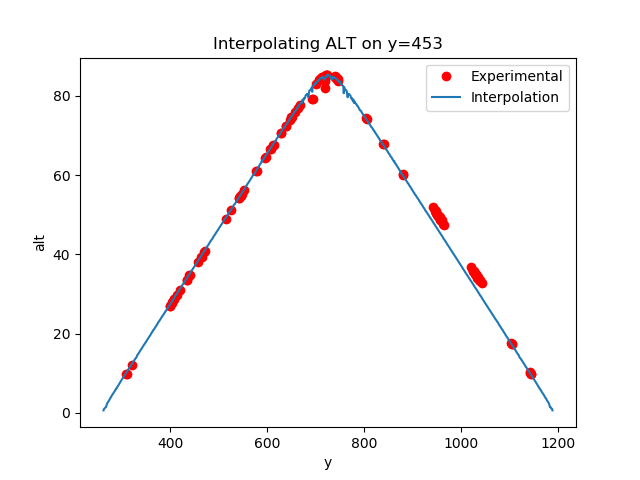 Interpolating ALT on y=453
Experimental
Interpolation
80
60
40
20
0
alt
400 600 800 1000 1200
y